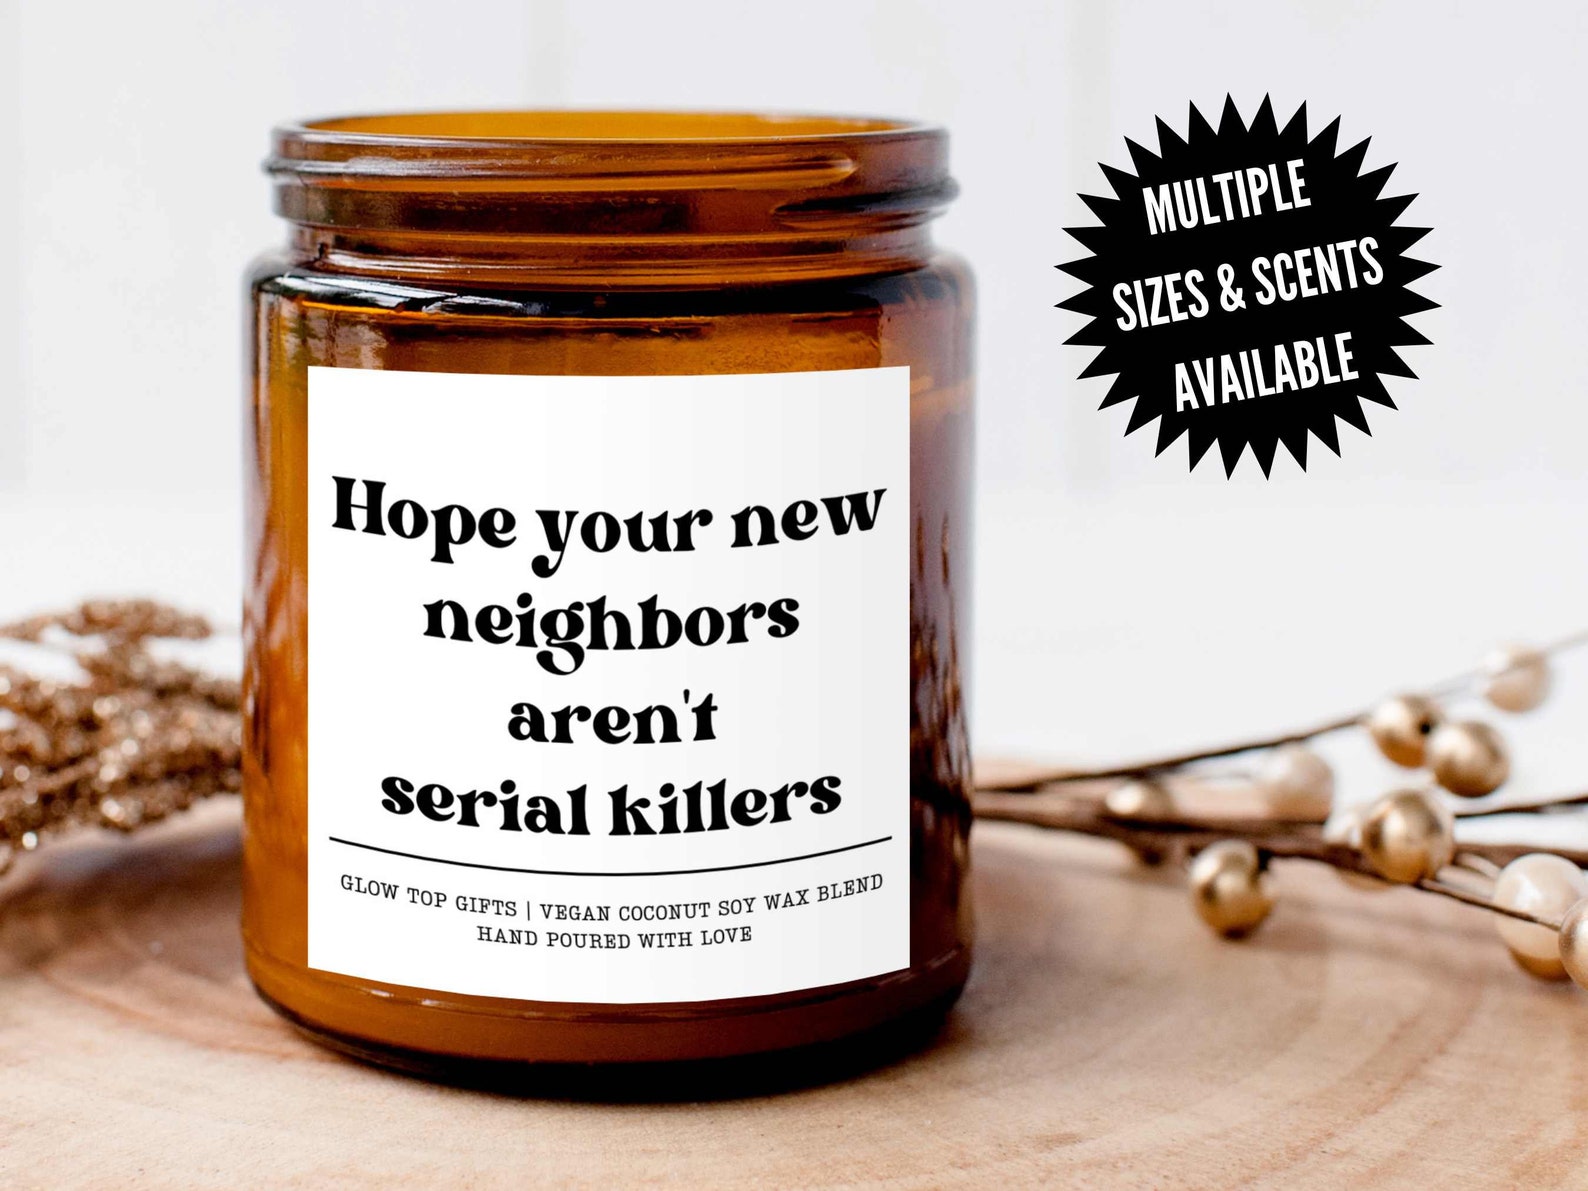 Hope your new
neighbors
aren't
serial killers
GLOW TOP GIFTS | VEGAN COCONUT SOY WAX BLEND
HAND POURED WITH LOVE
MULTIPLE
SIZES & SCENTS
AVAILABLE